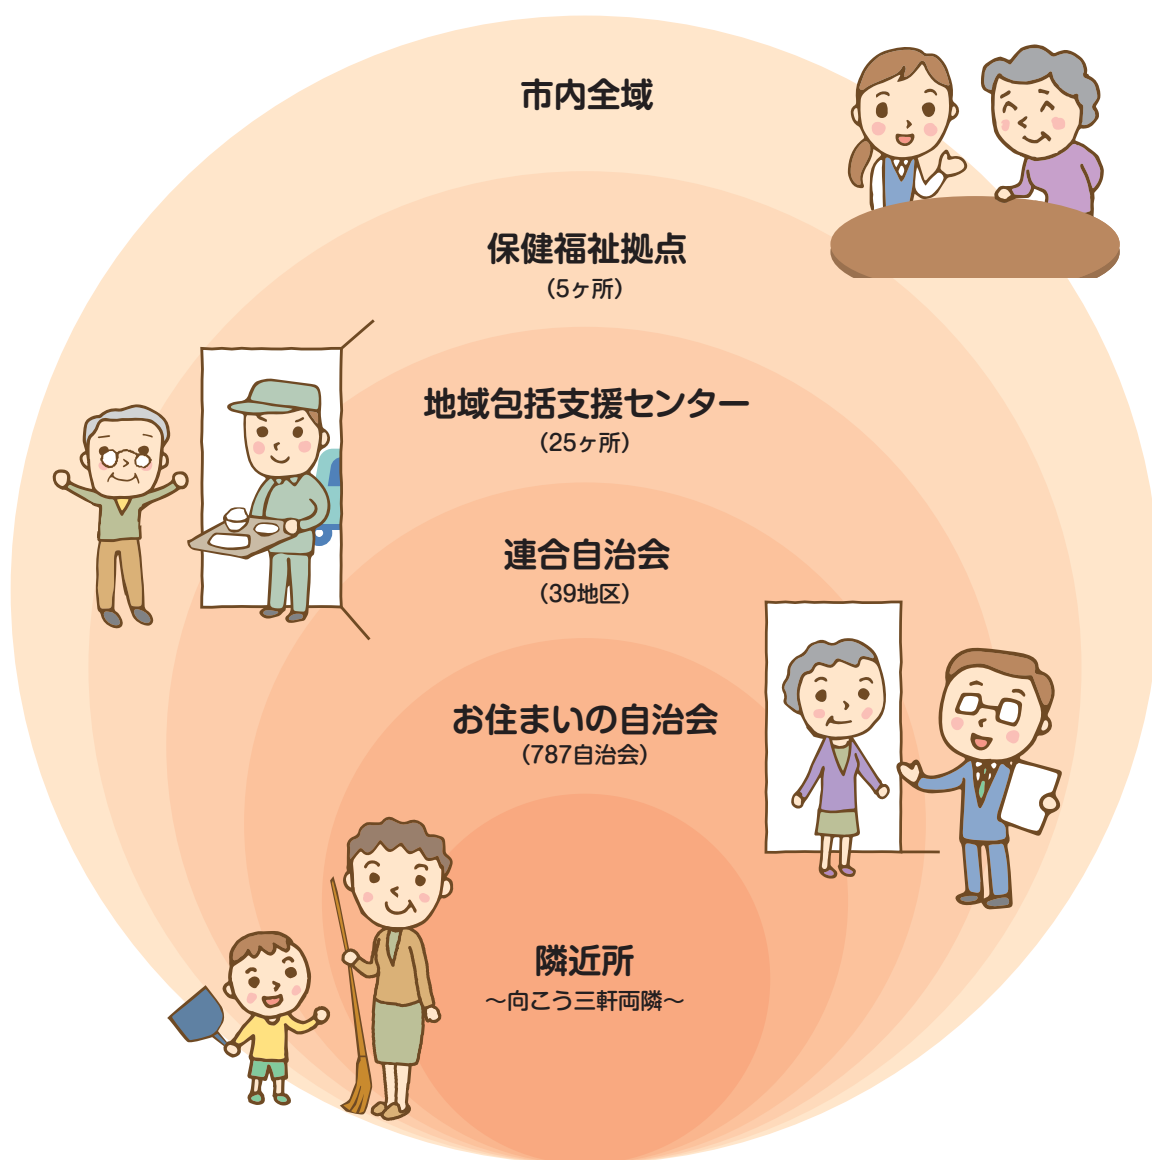 市内全域
保健福祉拠点
（5ヶ所）
地域包括支援センター
（25ヶ所）
連合自治会
（39地区）
お住まいの自治会
（787自治会）
隣近所
～向こう三軒両隣～